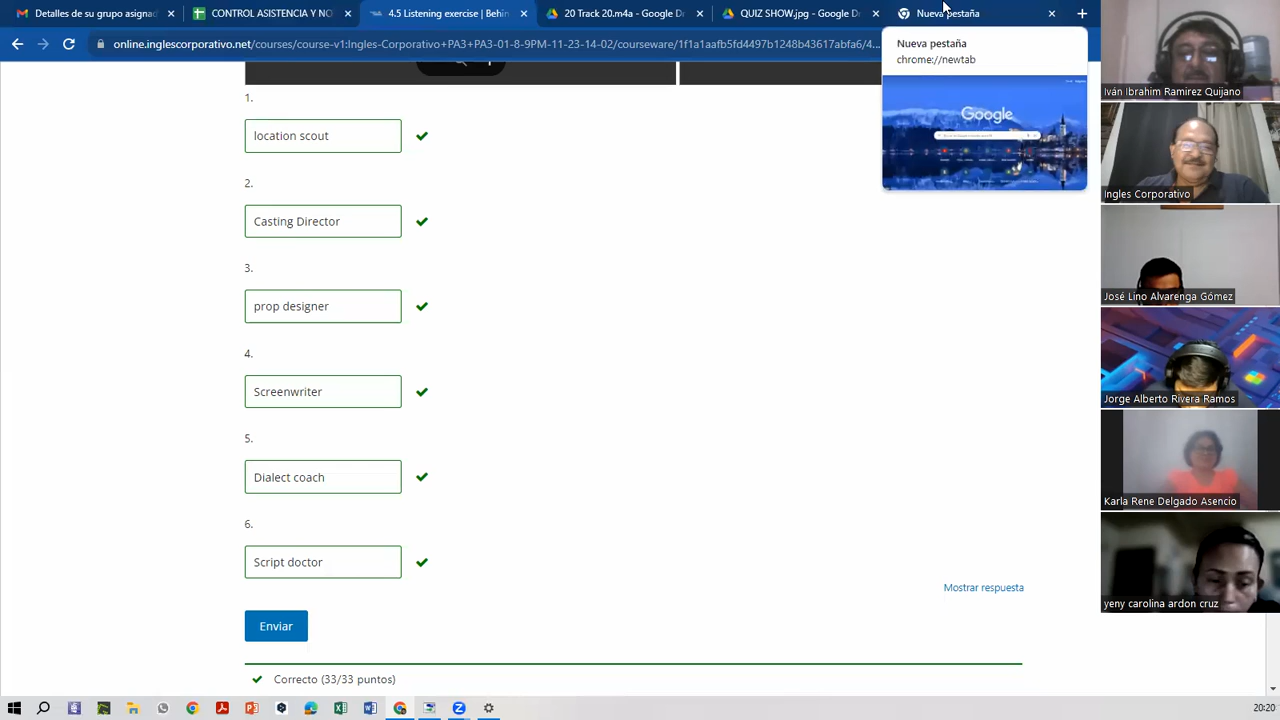 Detalles de su grupo asignad
CONTROL ASISTENCIA Y NO
4.5 Listening exercise | Behin
20 Track 20.m4a - Google Dr
QUIZ SHOW.jpg - Google Dr
Nueva pestaña
online.inglescorporativo.net/courses/course-v1:Ingles-Corporativo+PA3+PA3-01-8-9PM-11-23-14-02/courseware/1f1a1aafb5fd4497b1248b43617abfa6/4...
Nueva pestaña
chrome://newtab
Google
1.
location scout
2.
Casting Director
3.
prop designer
4.
Screenwriter
5.
Dialect coach
6.
Script doctor
Mostrar respuesta
Enviar
Correcto (33/33 puntos)
Iván Ibrahim Ramírez Quijano
Ingles Corporativo
José Lino Alvarenga Gómez
Jorge Alberto Rivera Ramos
Karla Rene Delgado Asencio
yeny carolina ardon cruz
20:20